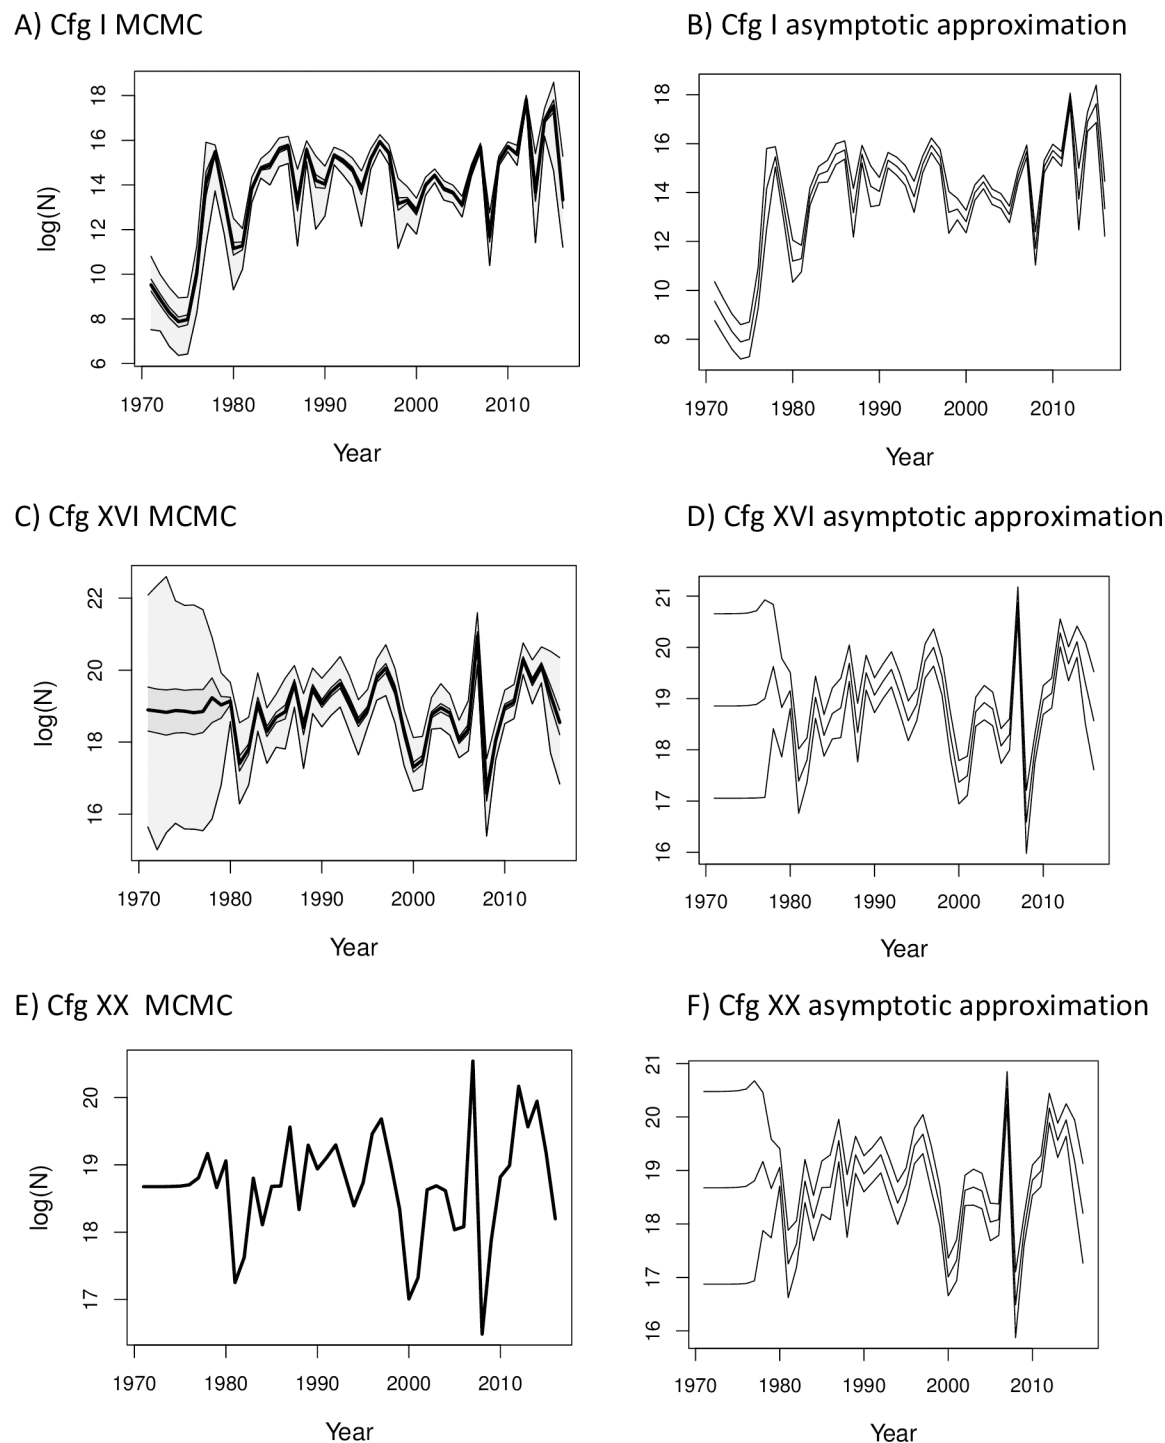 A) Cfg I MCMC
B) Cfg I asymptotic approximation
log(N)
18
16
14
12
10
8
6
1970 1980 1990 2000 2010
Year
18
16
14
12
10
8
1970 1980 1990 2000 2010
Year
C) Cfg XVI MCMC
D) Cfg XVI asymptotic approximation
log(N)
22
20
18
16
1970 1980 1990 2000 2010
Year
21
20
19
18
17
16
1970 1980 1990 2000 2010
Year
E) Cfg XX MCMC
F) Cfg XX asymptotic approximation
log(N)
20
19
18
17
1970 1980 1990 2000 2010
Year
21
20
19
18
17
16
1970 1980 1990 2000 2010
Year